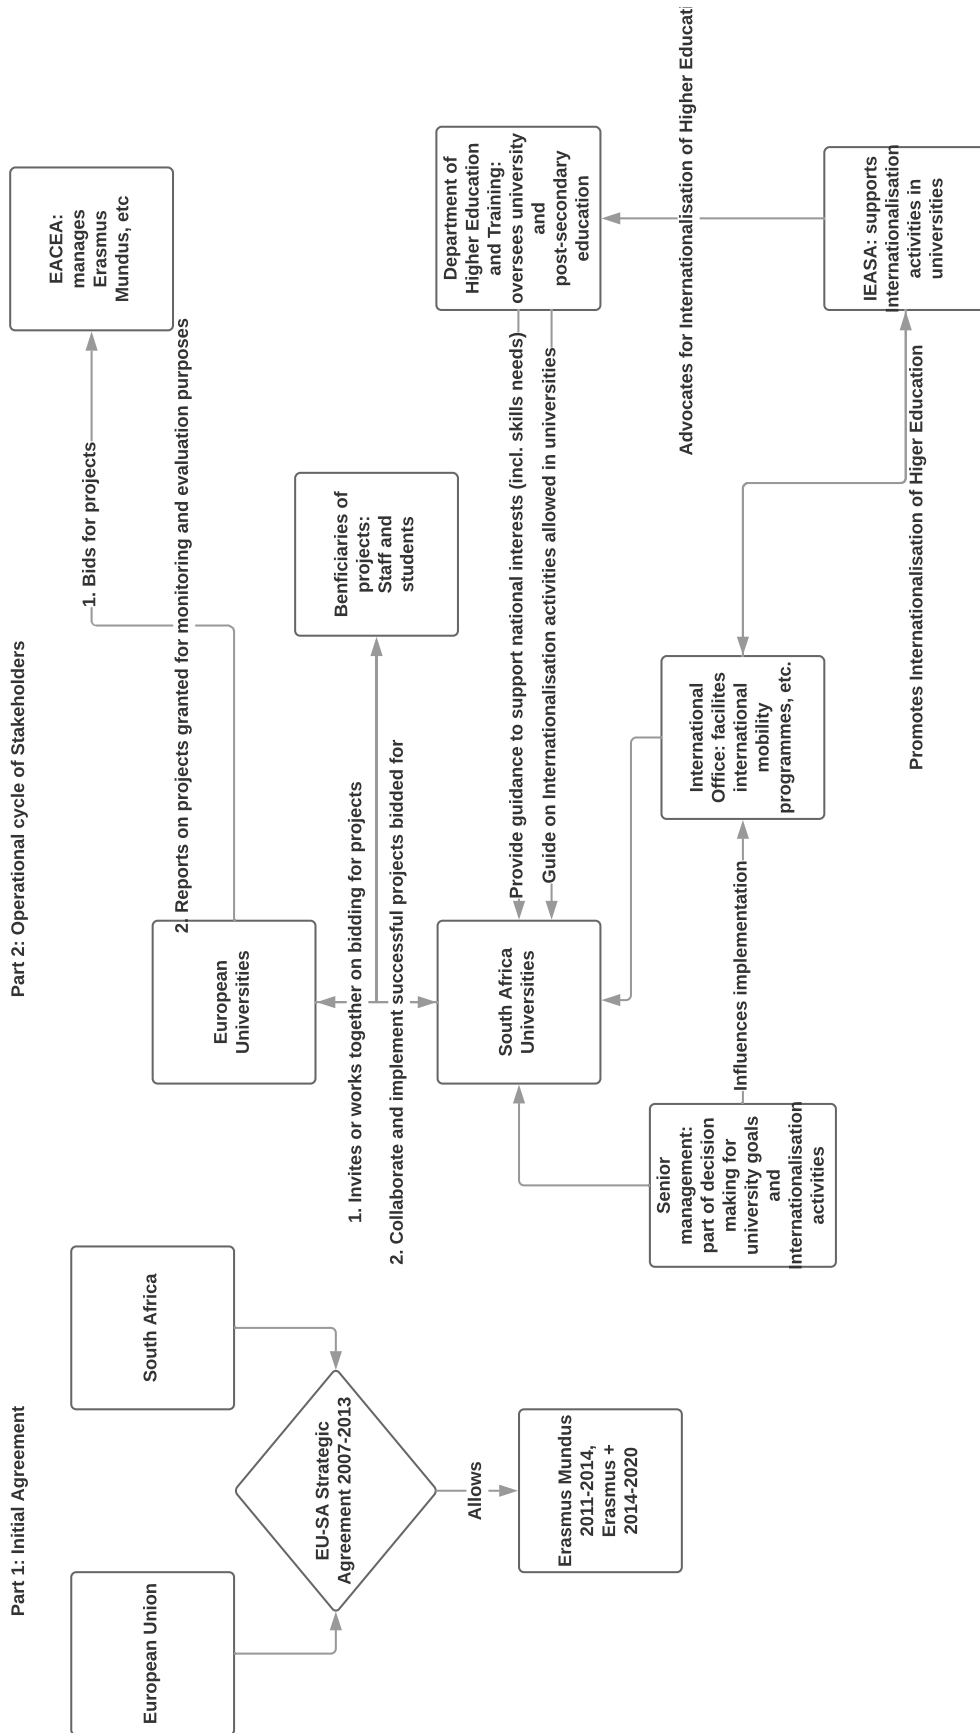 Part 1: Initial Agreement
European Union
South Africa
EU-SA Strategic
Agreement 2007-2013
Allows
Erasmus Mundus
2011-2014,
Erasmus +
2014-2020
Part 2: Operational cycle of Stakeholders
EACEA:
manages
Erasmus
Mundus, etc
1. Bids for projects
2. Reports on projects granted for monitoring and evaluation purposes
European
Universities
Benficiaries of
projects:
Staff and
students
1. Invites or works together on bidding for projects
2. Collaborate and implement successful projects bidded for
South Africa
Universities
Department of
Higher Education
and Training:
oversees university
and
post-secondary
education
Provide guidance to support national interests (incl. skills needs)
Guide on Internationalisation activities allowed in universities
Senior
management:
part of decision
making for
university goals
and
Internationalisation
activities
Influences implementation
International
Office: facilites
international
mobility
programmes, etc.
Advocates for Internationalisation of Higher Educati
IEASA: supports
Internationalisation
activities in
universities
Promotes Internationalisation of Higer Education